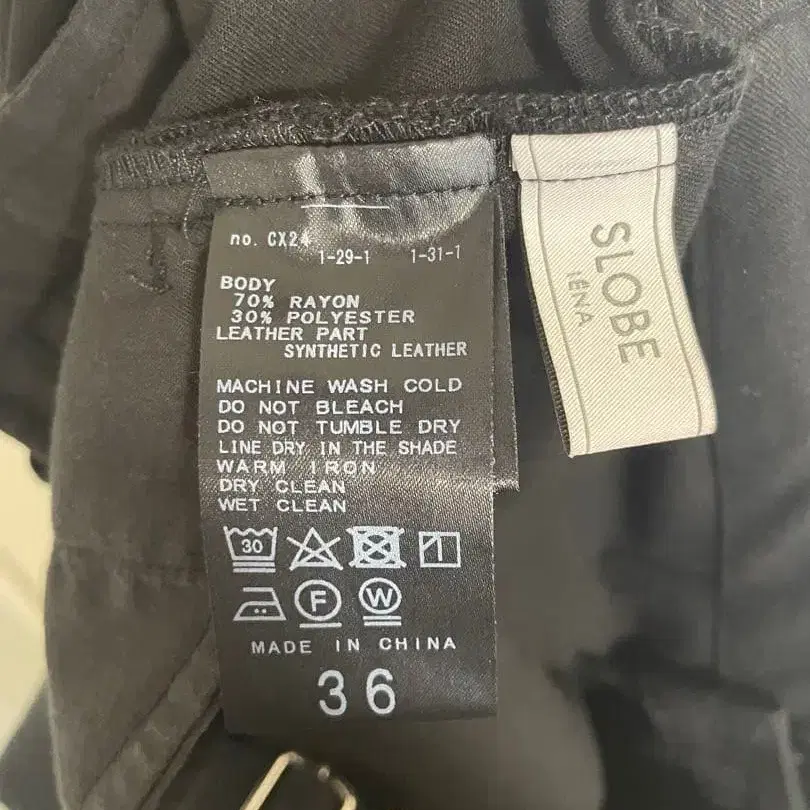 no. CX24
1-29-1 1-31-1
BODY
70% RAYON
30% POLYESTER
LEATHER PART
SYNTHETIC LEATHER
MACHINE WASH COLD
DO NOT BLEACH
DO NOT TUMBLE DRY
LINE DRY IN THE SHADE
WARM IRON
DRY CLEAN
WET CLEAN
30
F W
MADE IN CHINA
36
SLOBE
IÉNA